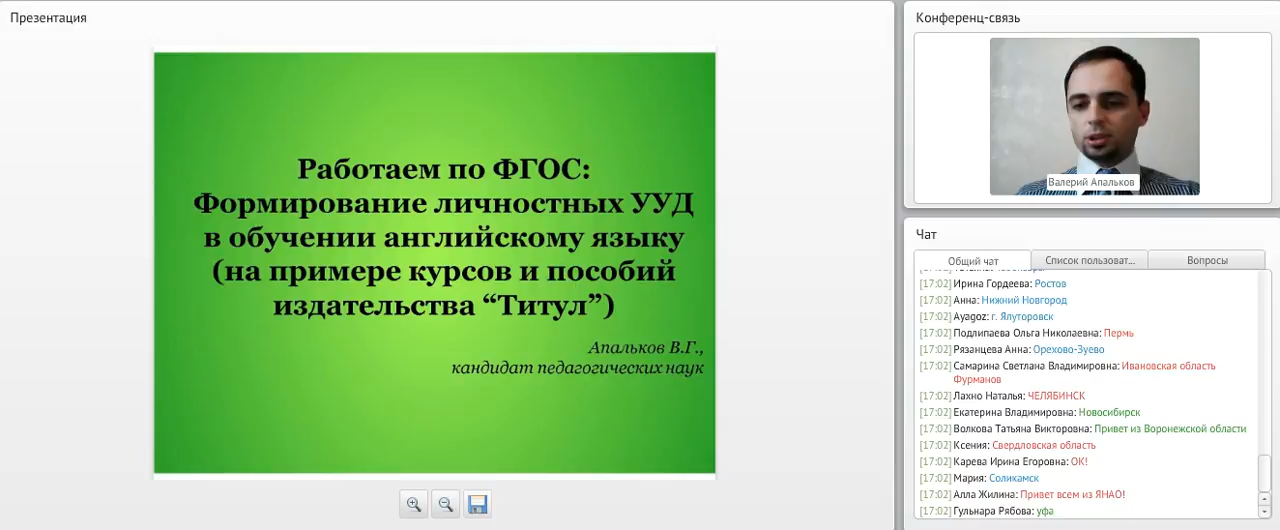 Презентация
Работаем по ФГОС:
Формирование личностных УУД
в обучении английскому языку
(на примере курсов и пособий
издательства “Титул”)
Апальков В.Г.,
кандидат педагогических наук
Конференц-связь
Валерий Апальков
Чат
Общий чат
Список пользоват...
Вопросы
[17:02] Ирина Гордеева: Ростов
[17:02] Анна: Нижний Новгород
[17:02] Ayagoz: г. Ялуторовск
[17:02] Подлипаева Ольга Николаевна: Пермь
[17:02] Рязанцева Анна: Орехово-Зуево
[17:02] Самарина Светлана Владимировна: Ивановская область
Фурманов
[17:02] Лахно Наталья: ЧЕЛЯБИНСК
[17:02] Екатерина Владимировна: Новосибирск
[17:02] Волкова Татьяна Викторовна: Привет из Воронежской области
[17:02] Ксения: Свердловская область
[17:02] Карева Ирина Егоровна: ОК!
[17:02] Мария: Соликамск
[17:02] Алла Жилина: Привет всем из ЯНАО!
[17:02] Гульнара Рябова: уфа